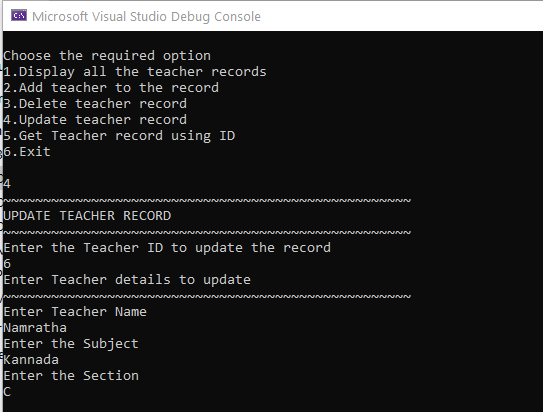 Microsoft Visual Studio Debug Console
Choose the required option
1.Display all the teacher records
2.Add teacher to the record
3.Delete teacher record
4.Update teacher record
5.Get Teacher record using ID
6.Exit
4
~~~~~~~~~~~~~~~~~~~~~~~~~~~~~~~~~~~~~~~~~~~~~~~~~~~
UPDATE TEACHER RECORD
~~~~~~~~~~~~~~~~~~~~~~~~~~~~~~~~~~~~~~~~~~~~~~~~~~~
Enter the Teacher ID to update the record
6
Enter Teacher details to update
~~~~~~~~~~~~~~~~~~~~~~~~~~~~~~~~~~~~~~~~~~~~~~~~~~~
Enter Teacher Name
Namratha
Enter the Subject
Kannada
Enter the Section
C